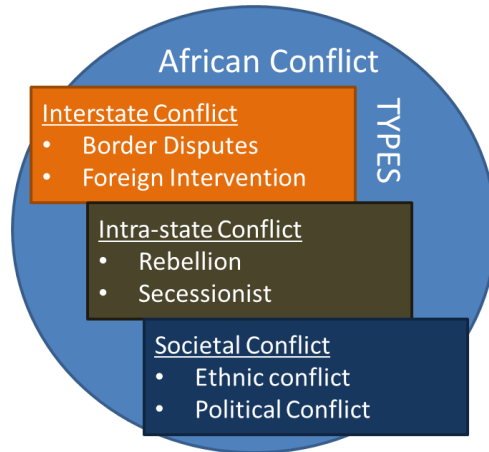 African Conflict
TYPES
Interstate Conflict
• Border Disputes
• Foreign Intervention
Intra-state Conflict
• Rebellion
• Secessionist
Societal Conflict
• Ethnic conflict
• Political Conflict